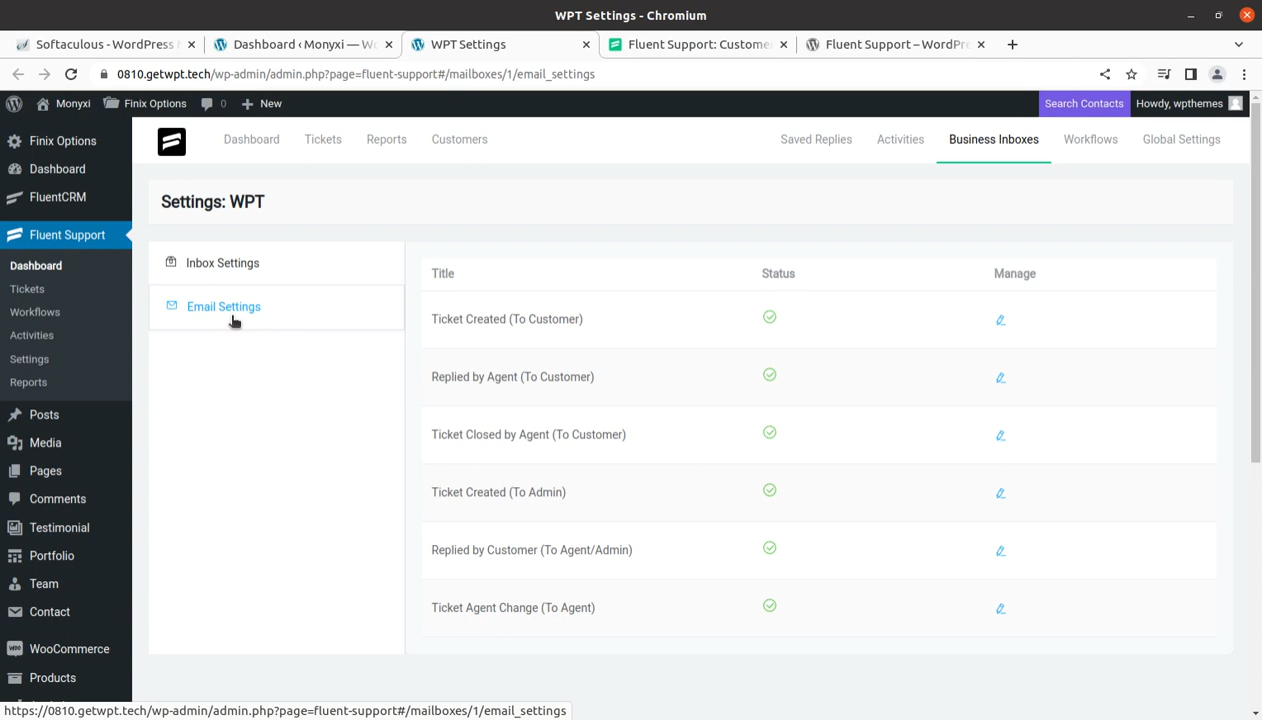 WPT Settings - Chromium
Softaculous - WordPress
Dashboard ‹ Monyxi — Wo
WPT Settings
Fluent Support: Custome
Fluent Support – WordPre
0810.getwpt.tech/wp-admin/admin.php?page=fluent-support#/mailboxes/1/email_settings
Monyxi
Finix Options
0
New
Search Contacts
Howdy, wpthemes
Finix Options
Dashboard
FluentCRM
Fluent Support
Dashboard
Tickets
Workflows
Activities
Settings
Reports
Posts
Media
Pages
Comments
Testimonial
Portfolio
Team
Contact
WooCommerce
Products
Dashboard
Tickets
Reports
Customers
Saved Replies
Activities
Business Inboxes
Workflows
Global Settings
Settings: WPT
Inbox Settings
Email Settings
Title Status Manage
Ticket Created (To Customer)
Replied by Agent (To Customer)
Ticket Closed by Agent (To Customer)
Ticket Created (To Admin)
Replied by Customer (To Agent/Admin)
Ticket Agent Change (To Agent)
https://0810.getwpt.tech/wp-admin/admin.php?page=fluent-support#/mailboxes/1/email_settings